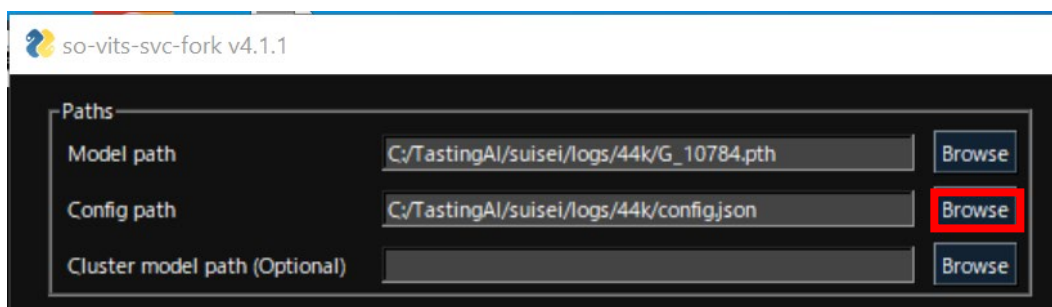 so-vits-svc-fork v4.1.1
Paths
Model path C:/TastingAI/suisei/logs/44k/G_10784.pth Browse
Config path C:/TastingAI/suisei/logs/44k/config.json Browse
Cluster model path (Optional) Browse